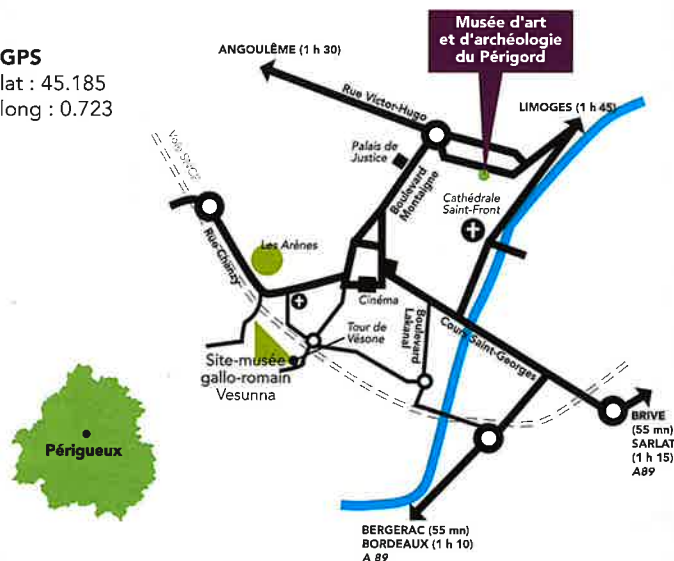 GPS
lat : 45.185
long : 0.723
ANGOULÊME (1 h 30)
Musée d'art
et d'archéologie
du Périgord
LIMOGES (1 h 45)
Rue Victor-Hugo
Voie SNCF
Palais de
Justice
Boulevard
Montaigne
Cathédrale
Saint-Front
Rue Chanzy
Les Arènes
Cinéma
Tour de
Vésone
Boulevard
Lakanal
Cours Saint-Georges
Site-musée
gallo-romain
Vesunna
Périgueux
BRIVE
(55 mn)
SARLAT
(1 h 15)
A89
BERGERAC (55 mn)
BORDEAUX (1 h 10)
A 89